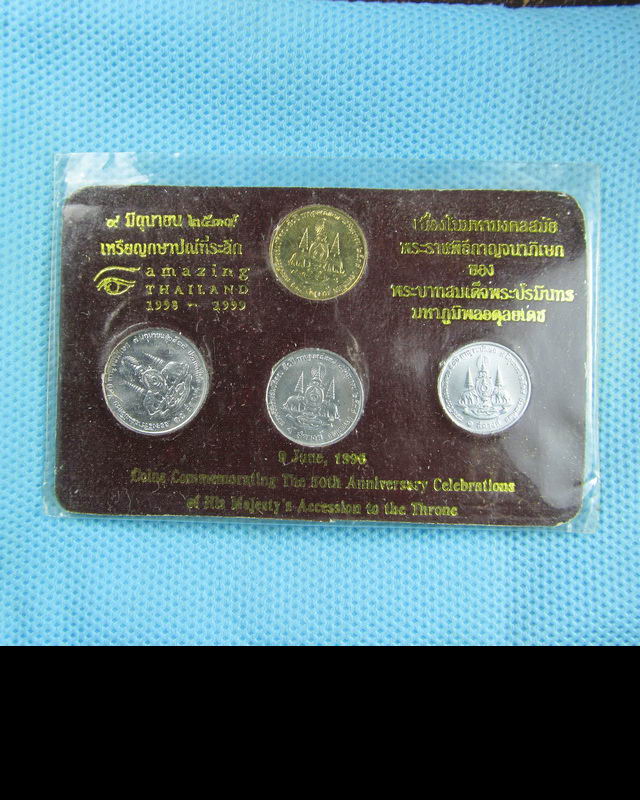 ๙ มิถุนายน ๒๕๓๙
เหรียญกษาปณ์ที่ระลึก
amazing
THAILAND
1998 - 1999
เนื่องในมหามงคลสมัย
พระราชพิธีกาญจนาภิเษก
ของ
พระบาทสมเด็จพระปรมินทร
มหาภูมิพลอดุลยเดช
9 June, 1996
Coins Commemorating The 50th Anniversary Celebrations
of His Majesty's Accession to the Throne